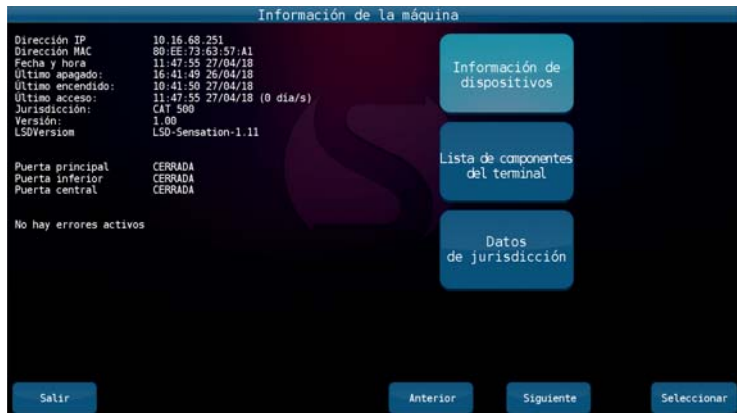 Información de la máquina
Dirección IP 10.16.68.251
Dirección MAC 80:EE:73:63:57:A1
Fecha y hora 11:47:55 27/04/18
Último apagado: 16:41:49 26/04/18
Último encendido: 10:41:50 27/04/18
Último acceso: 11:47:55 27/04/18 (0 día/s)
Jurisdicción: CAT 500
Versión: 1.00
LSDVersiom LSD-Sensation-1.11
Puerta principal CERRADA
Puerta inferior CERRADA
Puerta central CERRADA
No hay errores activos
Información de
dispositivos
Lista de componentes
del terminal
Datos
de jurisdicción
Salir
Anterior
Siguiente
Seleccionar